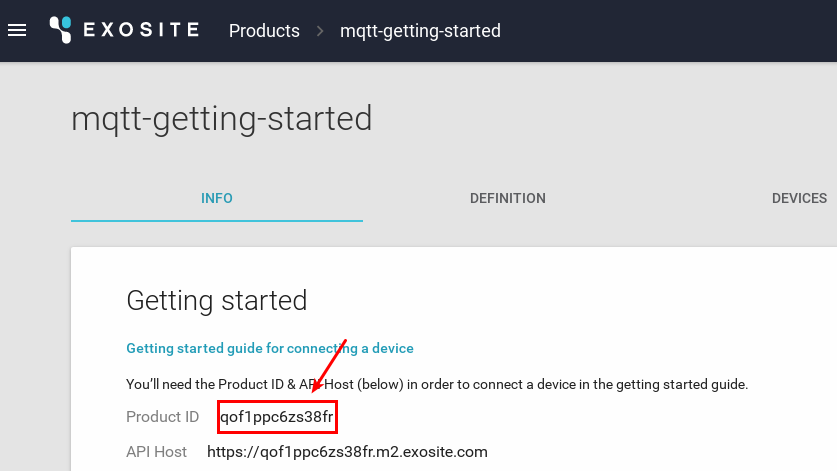 EXOSITE Products > mqtt-getting-started
mqtt-getting-started
INFO DEFINITION DEVICES
Getting started
Getting started guide for connecting a device
You'll need the Product ID & API Host (below) in order to connect a device in the getting started guide.
Product ID qof1ppc6zs38fr
API Host https://qof1ppc6zs38fr.m2.exosite.com